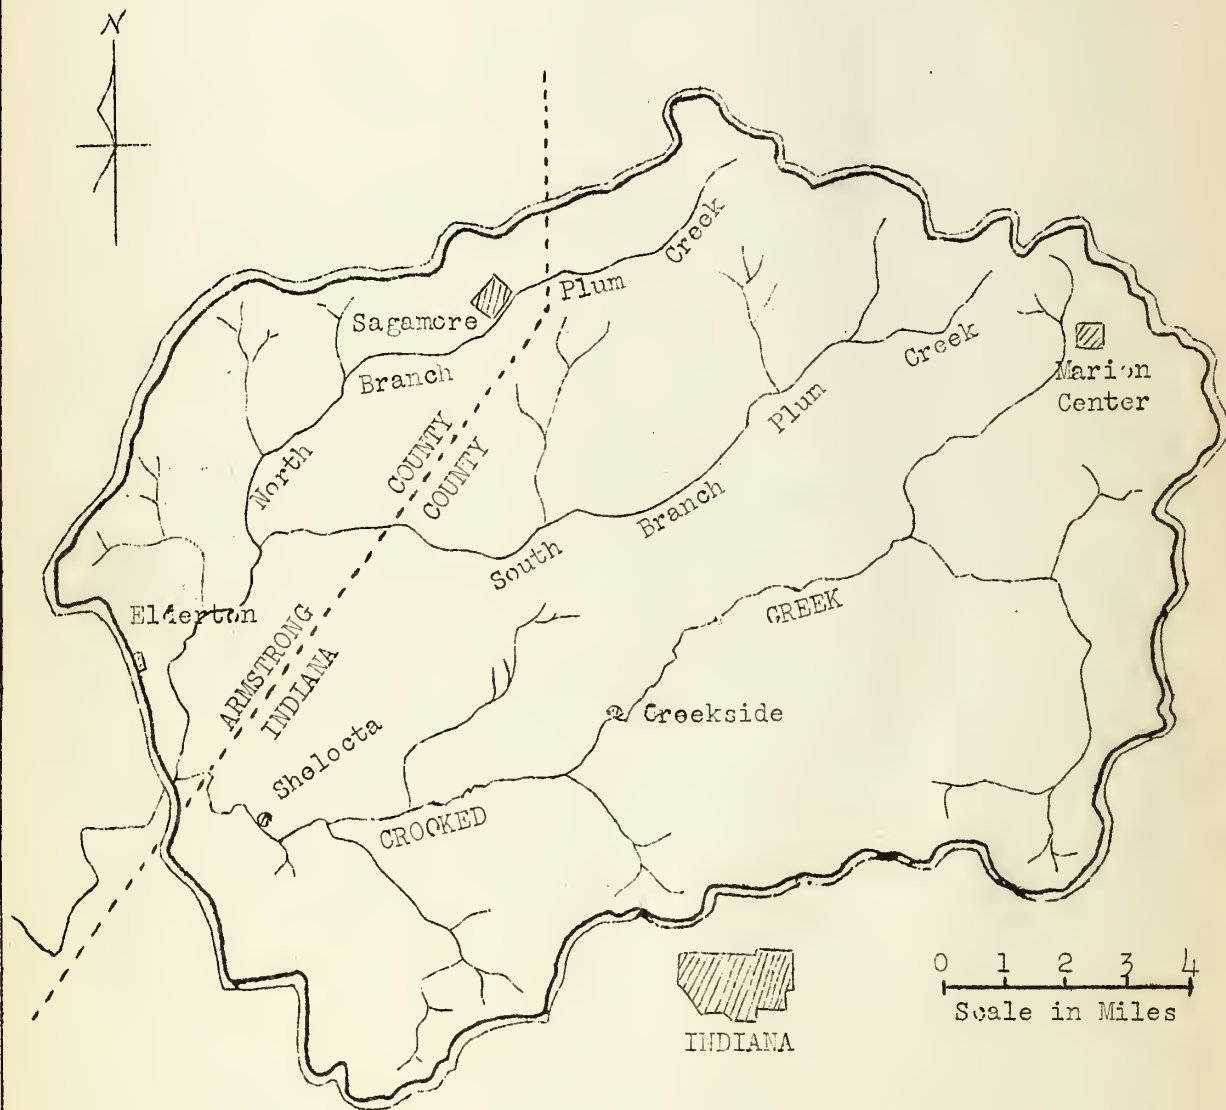 N
Creek
Plum
Sagamore
Branch
Creek
Marion
Center
Plum
North
COUNTY
COUNTY
Branch
South
Elderton
CREEK
ARMSTRONG
INDIANA
Creekside
Shelocta
CROOKED
0 1 2 3 4
Scale in Miles
INDIANA